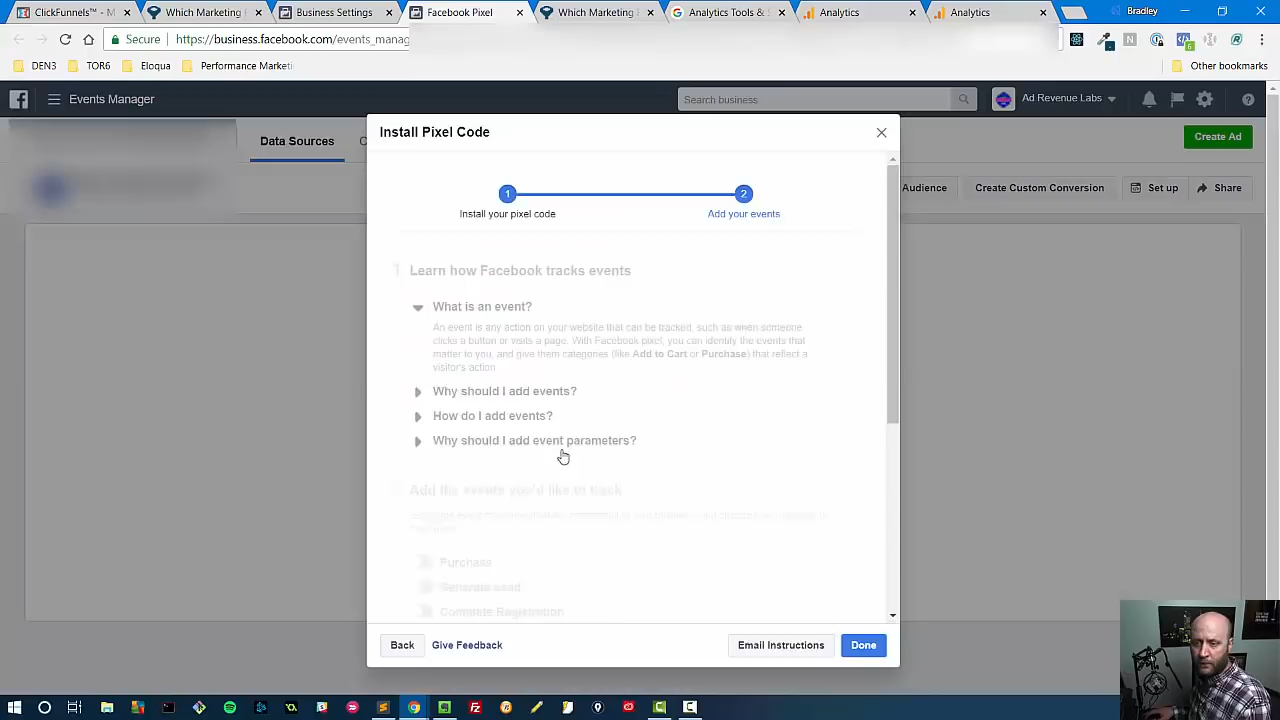 ClickFunnels™ - M
Which Marketing
Business Settings
Facebook Pixel
Which Marketing
Analytics Tools &
Analytics
Analytics
Bradley
Secure
https://business.facebook.com/events_manag
DEN3
TOR6
Eloqua
Performance Marketi
Other bookmarks
Events Manager
Search business
Ad Revenue Labs
Data Sources
Create Ad
Audience
Create Custom Conversion
Set up
Share
Install Pixel Code
1
2
Install your pixel code
Add your events
1 Learn how Facebook tracks events
What is an event?
An event is any action on your website that can be tracked, such as when someone
clicks a button or visits a page. With Facebook pixel, you can identify the events that
matter to you, and give them categories (like Add to Cart or Purchase) that reflect a
visitor's action
Why should I add events?
How do I add events?
Why should I add event parameters?
Add the events you'd like to track
Purchase
Generate Lead
Complete Registration
Back
Give Feedback
Email Instructions
Done